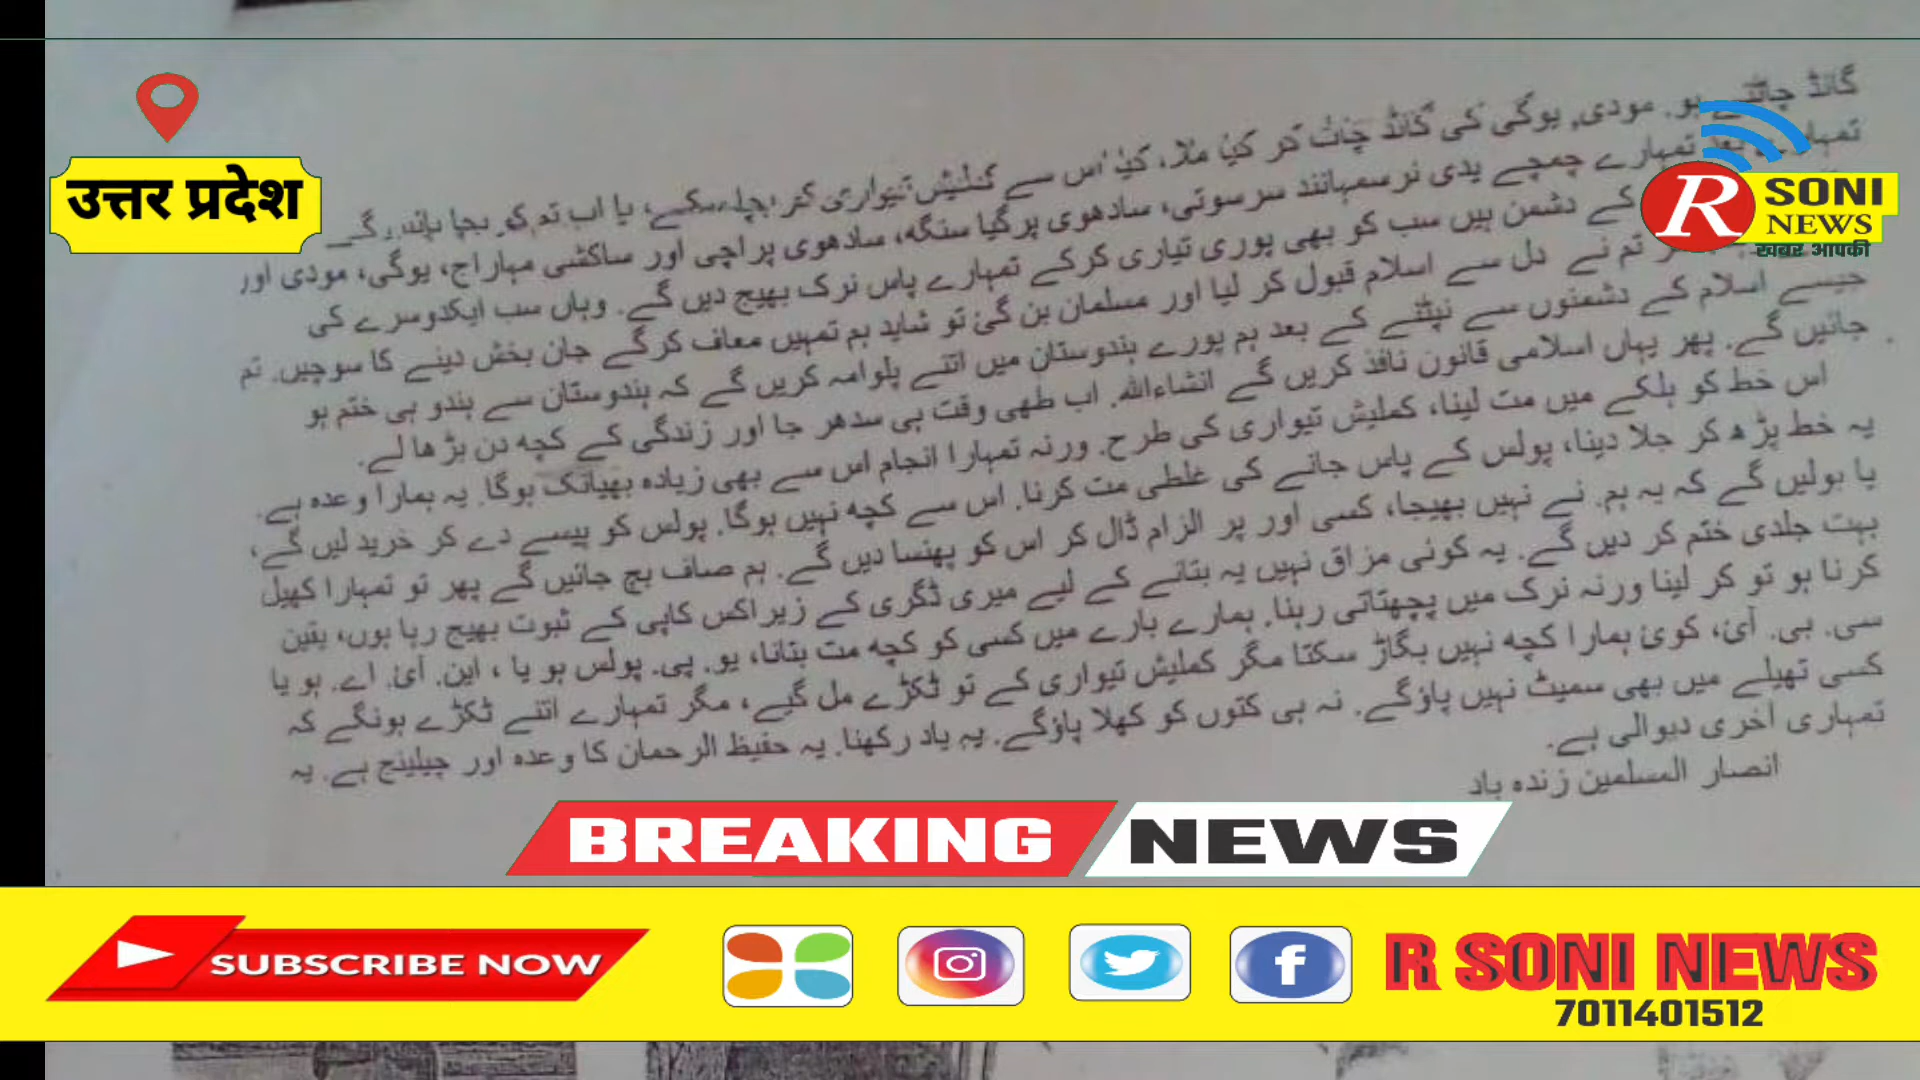 گانڈ چاٹتے ہو. مودی, یوگی کی گانڈ چاٹ کر کیا ملا، کیا اس سے کملیش تیواری کو بچا سکے، یا اب تم کو بچا پائیں گے
تمہارے بعد تمہارے چمچے یدی نرسمہانند سرسوتی، سادھوی پرگیا سنگھ، سادھوی پراچی اور ساکشی مہاراج، یوگی، مودی اور
کے دشمن ہیں سب کو بھی پوری تیاری کرکے تمہارے پاس نرک بھیج دیں گے. وہاں سب ایکدوسرے کی
تم نے دل سے اسلام قبول کر لیا اور مسلمان بن گئ تو شاید ہم تمہیں معاف کرگے جان بخش دینے کا سوچیں. تم
جیسے اسلام کے دشمنوں سے نپٹنے کے بعد ہم پورے ہندوستان میں اتنے پلوامہ کریں گے کہ ہندوستان سے ہندو ہی ختم ہو
جائیں گے. پھر یہاں اسلامی قانون نافذ کریں گے انشاءاللہ. اب طھی وقت ہی سدھر جا اور زندگی کے کچھ دن بڑھا لے.
اس خط کو ہلکے میں مت لینا، کملیش تیواری کی طرح. ورنہ تمہارا انجام اس سے بھی زیادہ بھیانک ہوگا. یہ ہمارا وعدہ ہے.
یہ خط پڑھ کر جلا دینا، پولس کے پاس جانے کی غلطی مت کرنا. اس سے کچھ نہیں ہوگا. پولس کو پیسے دے کر خرید لیں گے،
یا بولیں گے کہ یہ ہم. نے نہیں بھیجا، کسی اور پر الزام ڈال کر اس کو پھنسا دیں گے. ہم صاف بچ جائیں گے پھر تو تمہارا کھیل
بہت جلدی ختم کر دیں گے. یہ کوئی مزاق نہیں یہ بتانے کے لیے میری ڈگری کے زیراکس کاپی کے ثبوت بھیج رہا ہوں، یقین
کرنا ہو تو کر لینا ورنہ نرک میں پچھتاتی رہنا. ہمارے بارے میں کسی کو کچھ مت بتانا، یو. پی. پولس ہو یا ، این. آئ. اے. ہو یا
سی. بی. آئ، کوئ ہمارا کچھ نہیں بگاڑ سکتا مگر کملیش تیواری کے تو ٹکڑے مل گیے، مگر تمہارے اتنے ٹکڑے ہونگے کہ
کسی تھیلے میں بھی سمیٹ نہیں پاؤگے. نہ ہی کتوں کو کھلا پاؤگے. یہ یاد رکھنا. یہ حفیظ الرحمان کا وعدہ اور چیلینج ہے. یہ
تمہاری آخری دیوالی ہے.
انصار المسلمین زندہ باد
उत्तर प्रदेश
R SONI
NEWS
खबर आपकी
BREAKING NEWS
SUBSCRIBE NOW
R SONI NEWS
7011401512